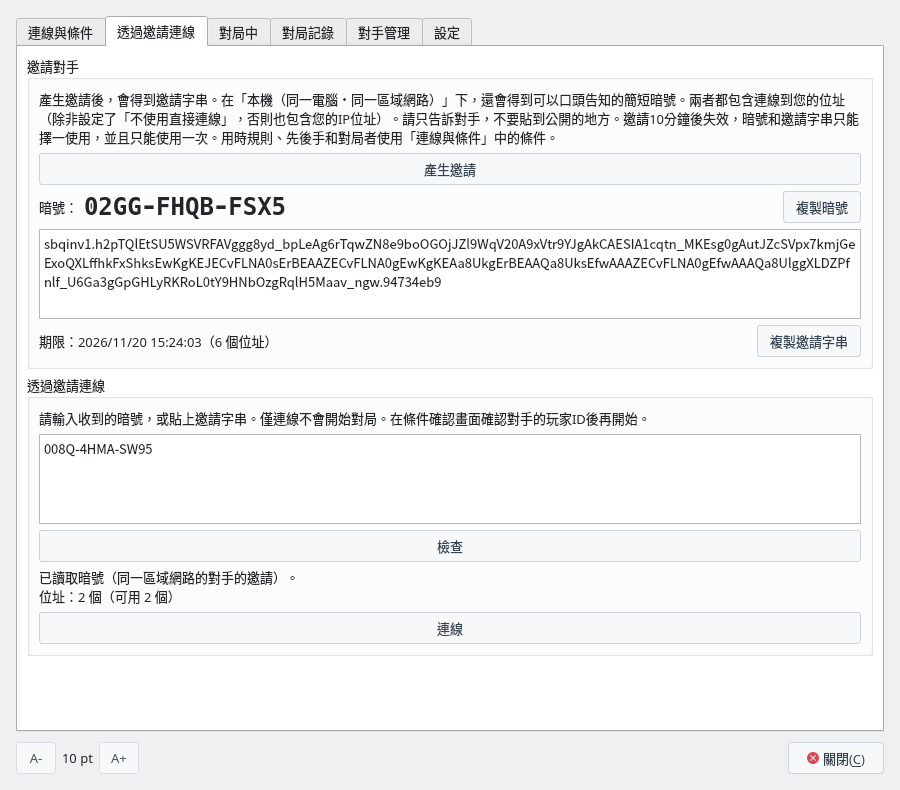 連線與條件 透過邀請連線 對局中 對局記錄 對手管理 設定
邀請對手
產生邀請後，會得到邀請字串。在「本機（同一電腦・同一區域網路）」下，還會得到可以口頭告知的簡短暗號。兩者都包含連線到您的位址
（除非設定了「不使用直接連線」，否則也包含您的IP位址）。請只告訴對手，不要貼到公開的地方。邀請10分鐘後失效，暗號和邀請字串只能
擇一使用，並且只能使用一次。用時規則、先後手和對局者使用「連線與條件」中的條件。
產生邀請
暗號： 02GG-FHQB-FSX5 複製暗號
sbqinv1.h2pTQlEtSU5WSVRFAVggg8yd_bpLeAg6rTqwZN8e9boOGOjJZl9WqV20A9xVtr9YJgAkCAESIA1cqtn_MKEsg0gAutJZcSVpx7kmjGe
ExoQXLffhkFxShksEwKgKEJECvFLNA0sErBEAAZECvFLNA0gEwKgKEAa8UkgErBEAAQa8UksEfwAAAZECvFLNA0gEfwAAAQa8UlggXLDZPf
nlf_U6Ga3gGpGHLyRKRoL0tY9HNbOzgRqlH5Maav_ngw.94734eb9
期限：2026/11/20 15:24:03（6 個位址） 複製邀請字串
透過邀請連線
請輸入收到的暗號，或貼上邀請字串。僅連線不會開始對局。在條件確認畫面確認對手的玩家ID後再開始。
008Q-4HMA-SW95
檢查
已讀取暗號（同一區域網路的對手的邀請）。
位址：2 個（可用 2 個）
連線
A- 10 pt A+ 關閉(C)